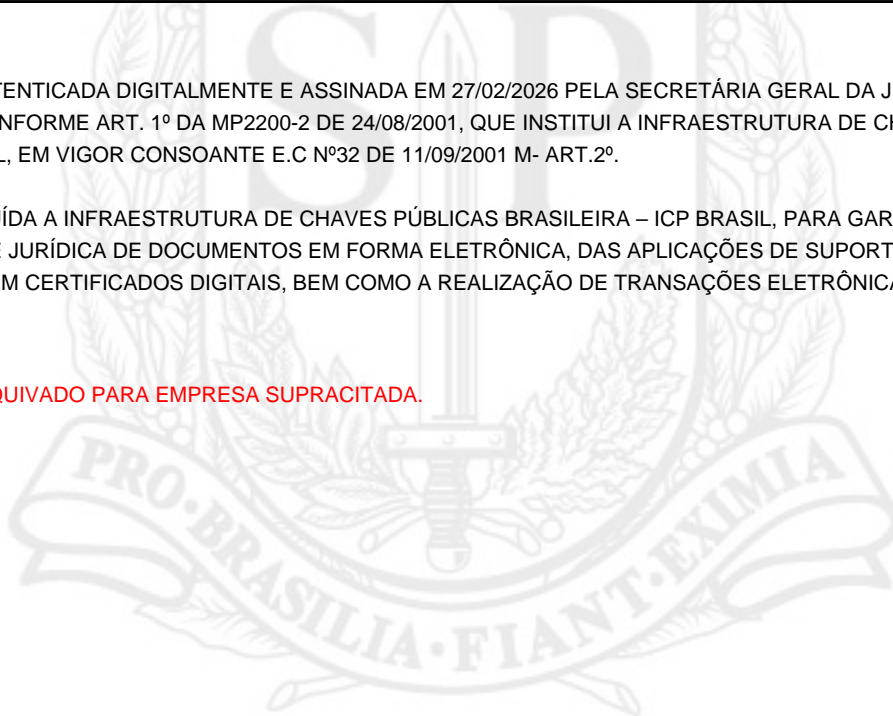 TENTICADA DIGITALMENTE E ASSINADA EM 27/02/2026 PELA SECRETÁRIA GERAL DA J
NFORME ART. 1º DA MP2200-2 DE 24/08/2001, QUE INSTITUI A INFRAESTRUTURA DE CH
L, EM VIGOR CONSOANTE E.C Nº32 DE 11/09/2001 M- ART.2º.
UÍDA A INFRAESTRUTURA DE CHAVES PÚBLICAS BRASILEIRA – ICP BRASIL, PARA GAR
E JURÍDICA DE DOCUMENTOS EM FORMA ELETRÔNICA, DAS APLICAÇÕES DE SUPORT
M CERTIFICADOS DIGITAIS, BEM COMO A REALIZAÇÃO DE TRANSAÇÕES ELETRÔNICA
QUIVADO PARA EMPRESA SUPRACITADA.
SP
PRO·BRASILIA·FIANT·EXIMIA